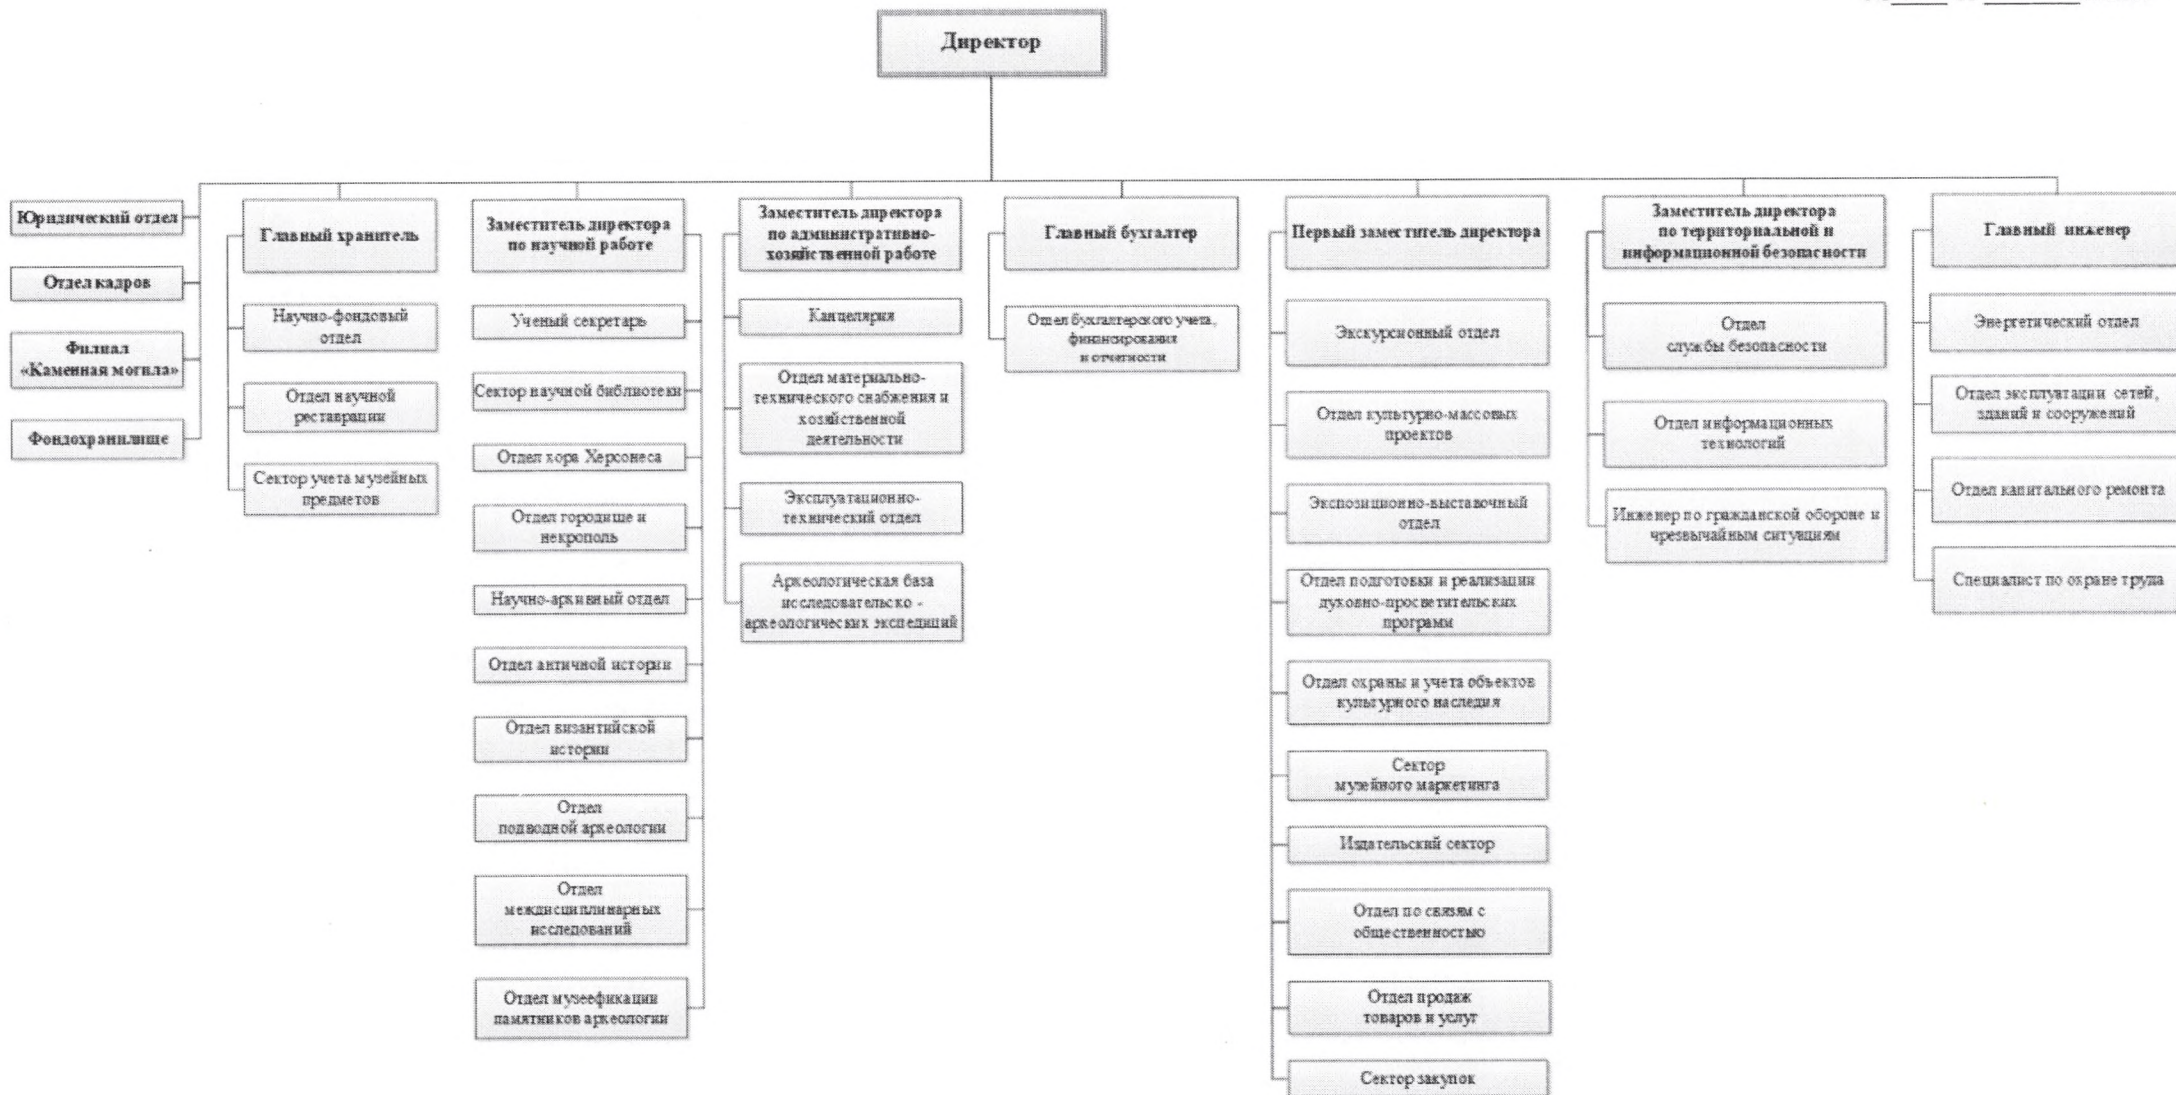 Директор
Юридический отдел
Отдел кадров
Филиал
«Каменная могила»
Фондохранилище
Главный хранитель
Научно-фондовый
отдел
Отдел научной
реставрации
Сектор учета музейных
предметов
Заместитель директора
по научной работе
Ученый секретарь
Сектор научной библиотеки
Отдел хора Херсонеса
Отдел городище и
некрополь
Научно-архивный отдел
Отдел античной истории
Отдел византийской
истории
Отдел
подводной археологии
Отдел
междисциплинарных
исследований
Отдел музеефикации
памятников археологии
Заместитель директора
по административно-
хозяйственной работе
Канцелярия
Отдел материально-
технического снабжения и
хозяйственной
деятельности
Эксплуатационно-
технический отдел
Археологическая база
исследовательско -
археологических экспедиций
Главный бухгалтер
Отдел бухгалтерского учета,
финансирования
и отчетности
Первый заместитель директора
Экскурсионный отдел
Отдел культурно-массовых
проектов
Экспозиционно-выставочный
отдел
Отдел подготовки и реализации
духовно-просветительских
программ
Отдел охраны и учета объектов
культурного наследия
Сектор
музейного маркетинга
Издательский сектор
Отдел по связям с
общественностью
Отдел продаж
товаров и услуг
Сектор закупок
Заместитель директора
по территориальной и
информационной безопасности
Отдел
службы безопасности
Отдел информационных
технологий
Инженер по гражданской обороне и
чрезвычайным ситуациям
Главный инженер
Энергетический отдел
Отдел эксплуатации сетей,
зданий и сооружений
Отдел капитального ремонта
Специалист по охране труда